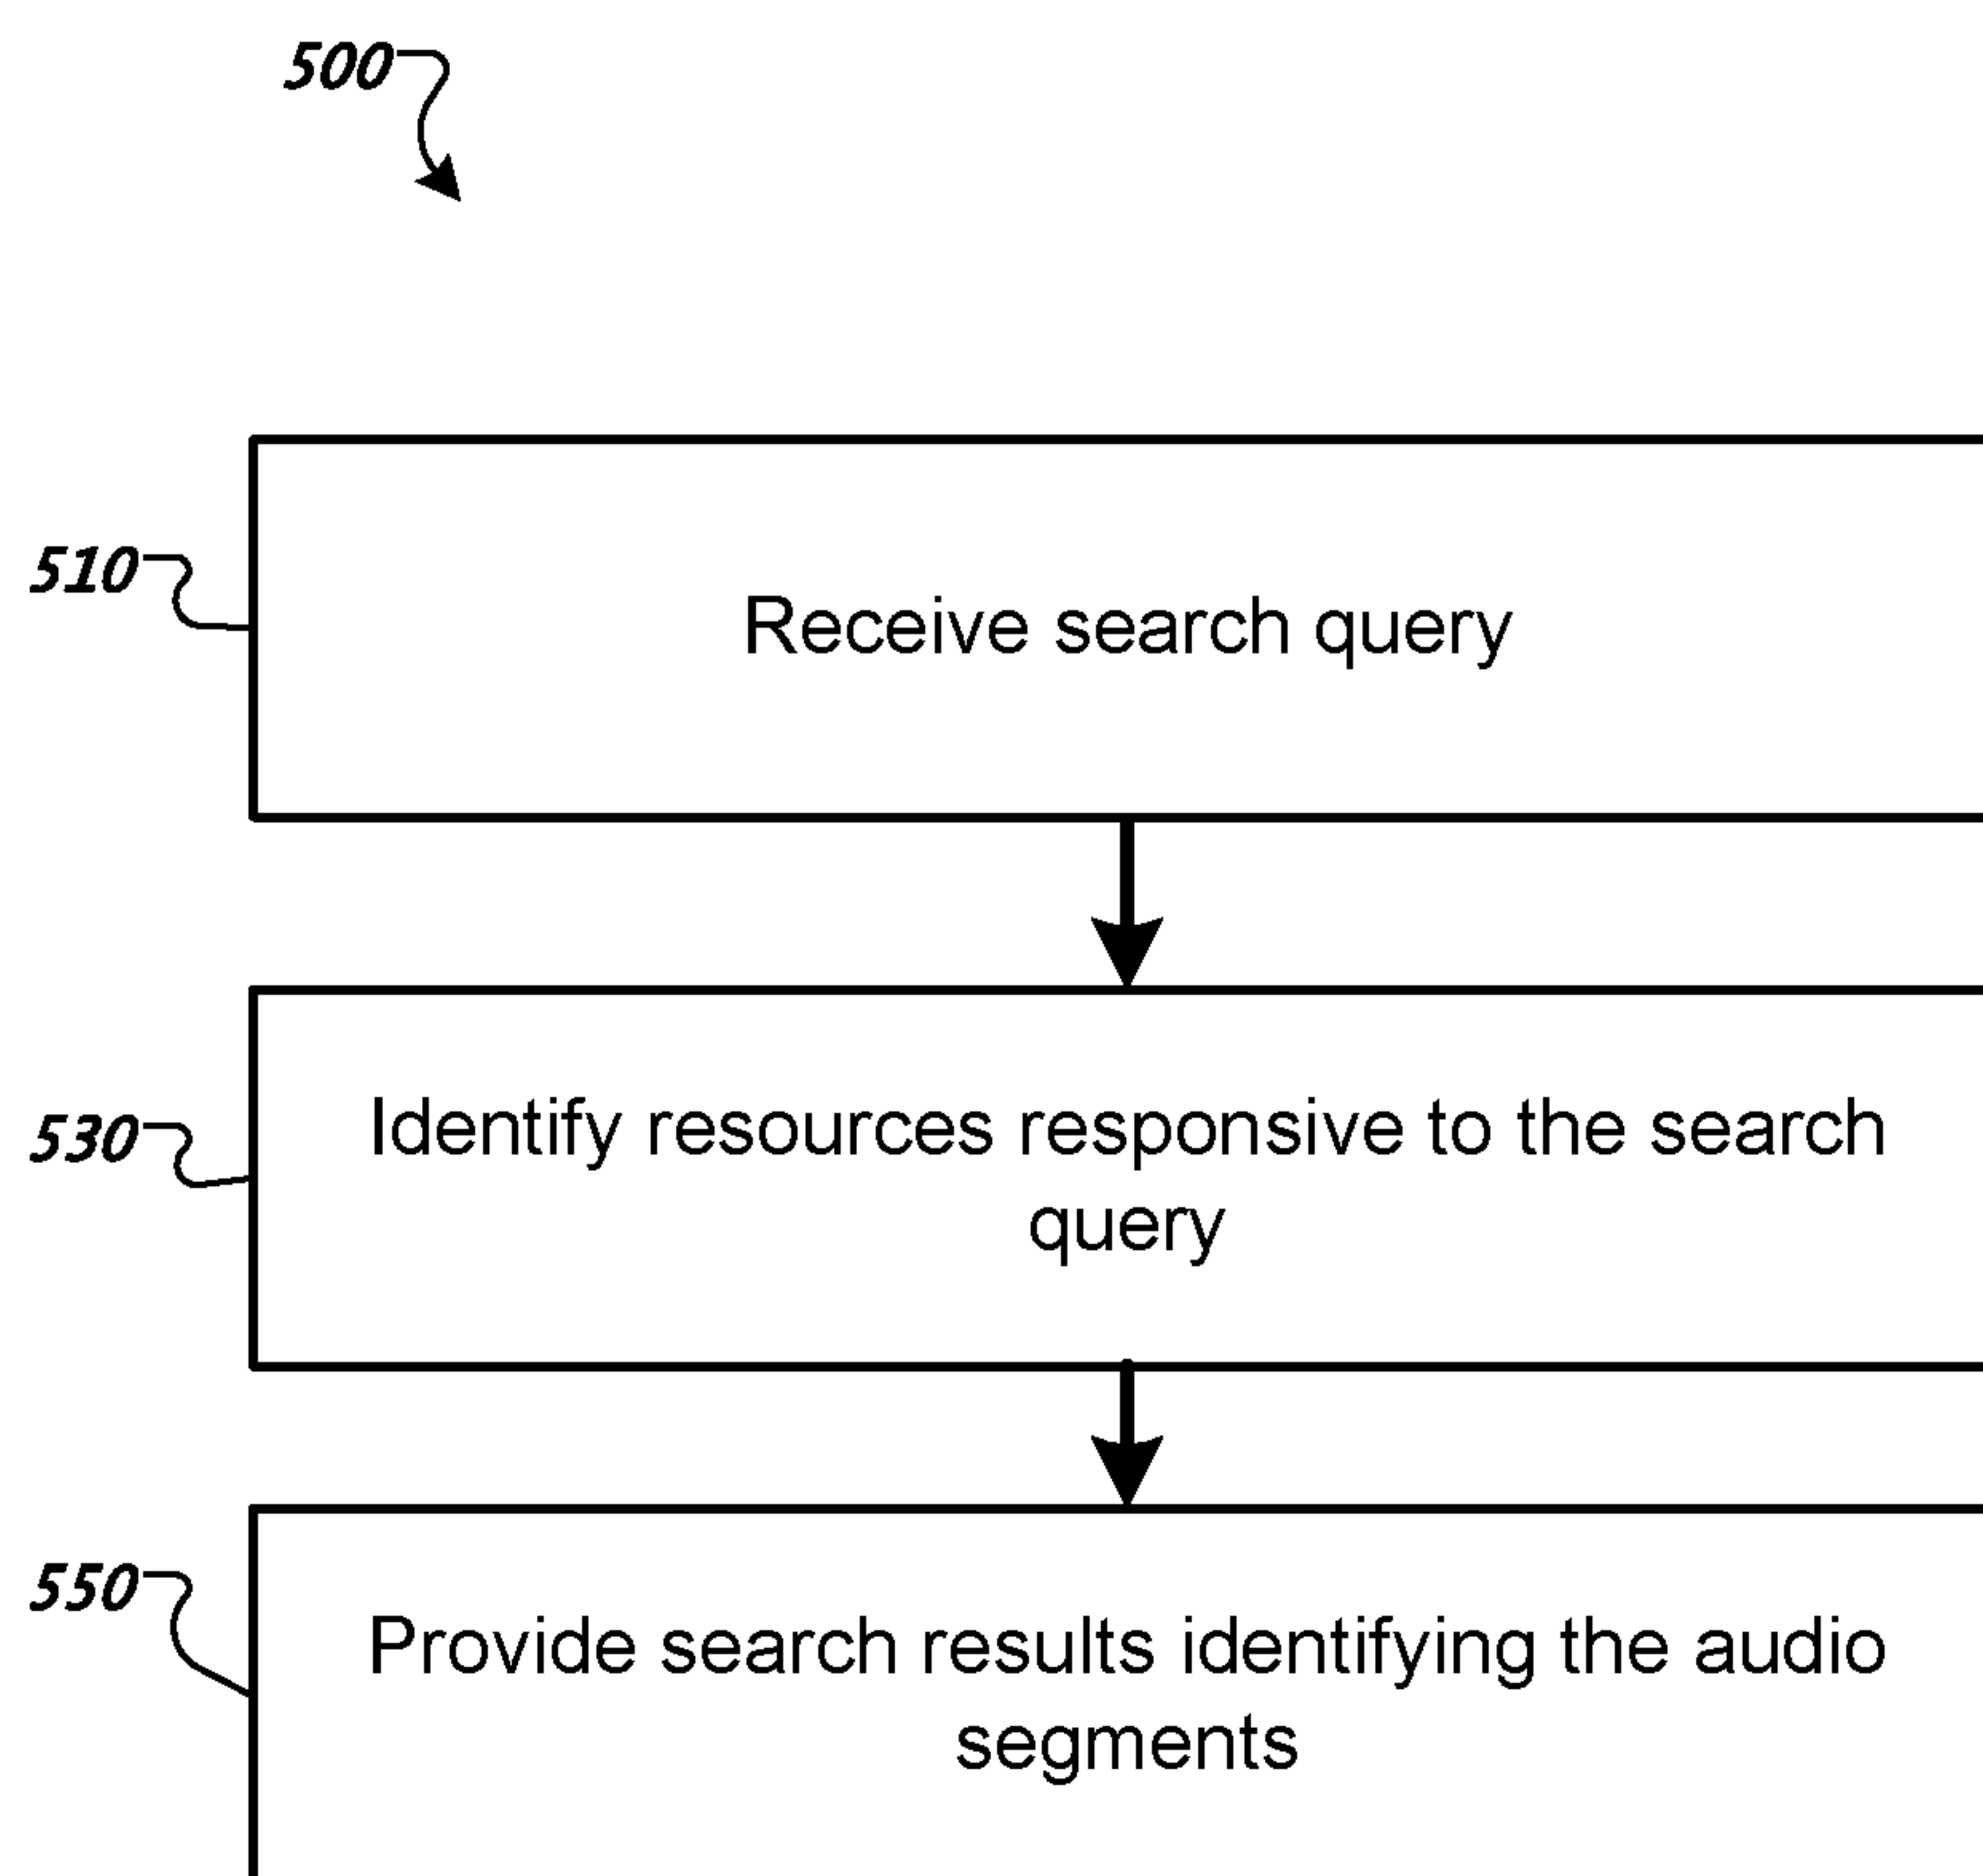 500
510
Receive search query
530
Identify resources responsive to the search
query
550
Provide search results identifying the audio
segments